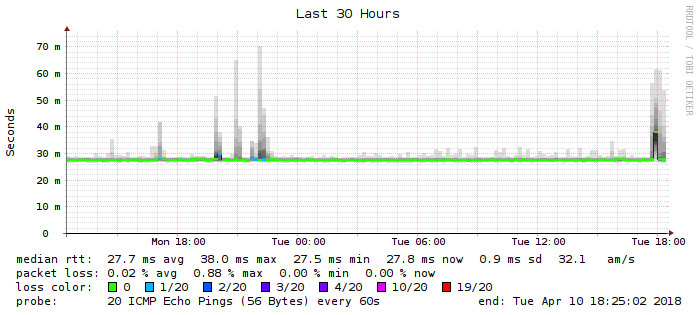 Last 30 Hours
RRDTOOL / TOBI OETIKER
Seconds
70 m
60 m
50 m
40 m
30 m
20 m
10 m
0
Mon 18:00 Tue 00:00 Tue 06:00 Tue 12:00 Tue 18:00
median rtt: 27.7 ms avg 38.0 ms max 27.5 ms min 27.8 ms now 0.9 ms sd 32.1 am/s
packet loss: 0.02 % avg 0.88 % max 0.00 % min 0.00 % now
loss color: 0 1/20 2/20 3/20 4/20 10/20 19/20
probe: 20 ICMP Echo Pings (56 Bytes) every 60s end: Tue Apr 10 18:25:02 2018